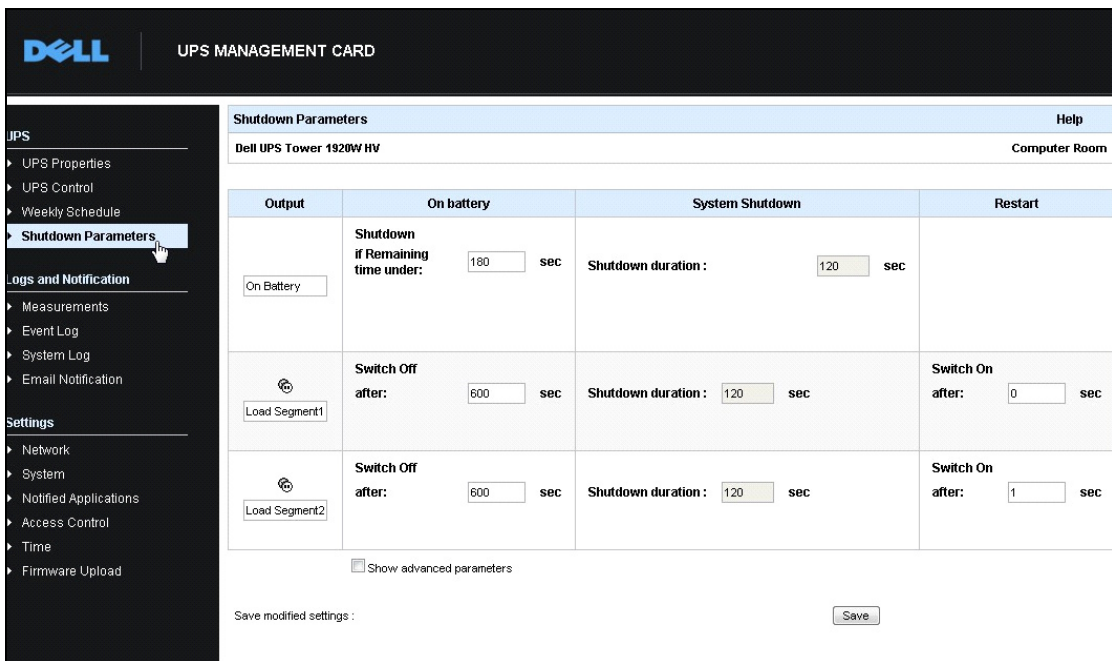 DELL
UPS MANAGEMENT CARD
UPS
UPS Properties
UPS Control
Weekly Schedule
Shutdown Parameters
Logs and Notification
Measurements
Event Log
System Log
Email Notification
Settings
Network
System
Notified Applications
Access Control
Time
Firmware Upload
Shutdown Parameters Help
Dell UPS Tower 1920W HV Computer Room
Output On battery System Shutdown Restart
On Battery
Shutdown
if Remaining
time under: 180 sec
Shutdown duration : 120 sec
Load Segment1
Switch Off
after: 600 sec
Shutdown duration : 120 sec
Switch On
after: 0 sec
Load Segment2
Switch Off
after: 600 sec
Shutdown duration : 120 sec
Switch On
after: 1 sec
Show advanced parameters
Save modified settings : Save